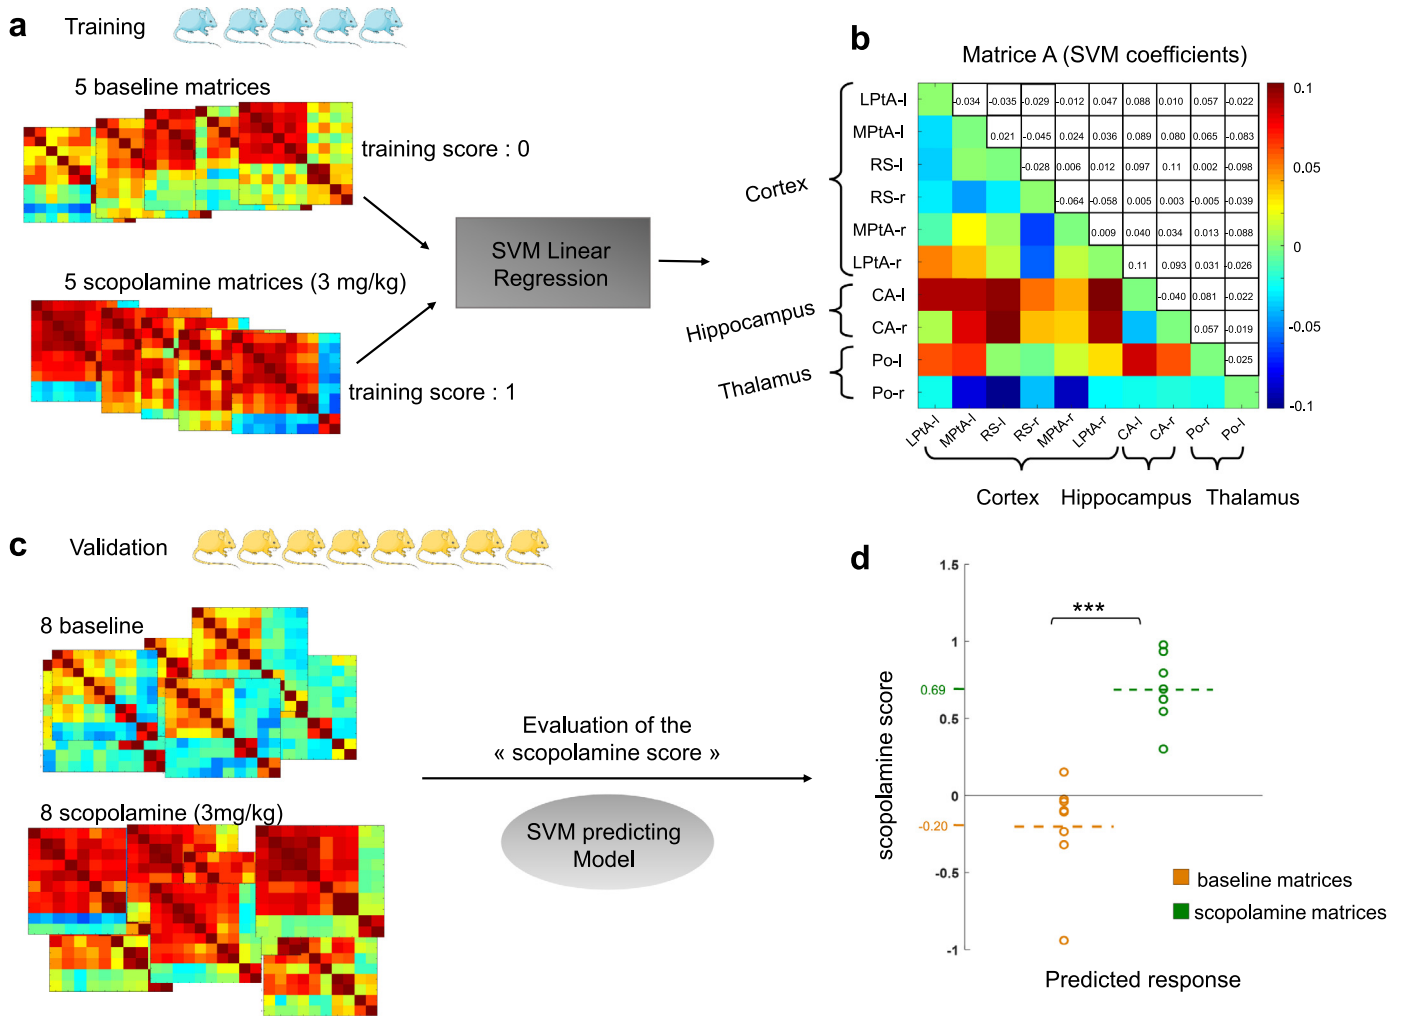 a
Training
5 baseline matrices
training score : 0
SVM Linear
Regression
5 scopolamine matrices (3 mg/kg)
training score : 1
b
Matrice A (SVM coefficients)
Cortex
Hippocampus
Thalamus
LPtA-l -0.034 -0.035 -0.029 -0.012 0.047 0.088 0.010 0.057 -0.022
MPtA-l 0.021 -0.045 0.024 0.036 0.089 0.080 0.065 -0.083
RS-l -0.028 0.006 0.012 0.097 0.11 0.002 -0.098
RS-r -0.064 -0.058 0.005 0.003 -0.005 -0.039
MPtA-r 0.009 0.040 0.034 0.013 -0.088
LPtA-r 0.11 0.093 0.031 -0.026
CA-l -0.040 0.081 -0.022
CA-r 0.057 -0.019
Po-l -0.025
Po-r
0.1
0.05
0
-0.05
-0.1
LPtA-l MPtA-l RS-l RS-r MPtA-r LPtA-r CA-l CA-r Po-r Po-l
Cortex Hippocampus Thalamus
c
Validation
8 baseline
8 scopolamine (3mg/kg)
Evaluation of the
« scopolamine score »
SVM predicting
Model
d
scopolamine score
1.5
1
0.69
0.5
0
-0.20
-0.5
-1
***
baseline matrices
scopolamine matrices
Predicted response